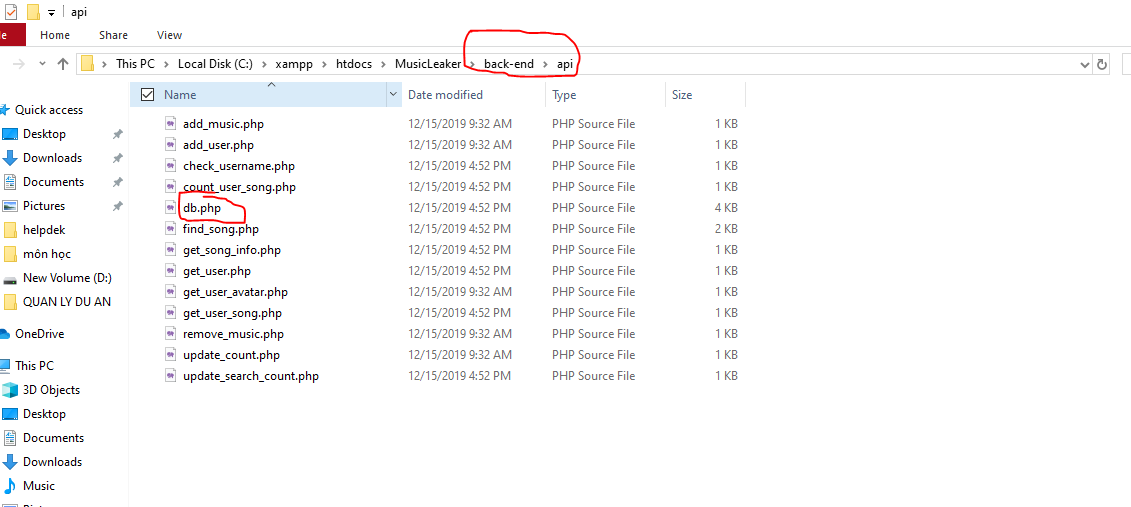 api
le Home Share View
This PC Local Disk (C:) xampp htdocs MusicLeaker back-end api
Name Date modified Type Size
Quick access
Desktop
Downloads
Documents
Pictures
helpdek
môn học
New Volume (D:)
QUAN LY DU AN
OneDrive
This PC
3D Objects
Desktop
Documents
Downloads
Music
add_music.php 12/15/2019 9:32 AM PHP Source File 1 KB
add_user.php 12/15/2019 9:32 AM PHP Source File 1 KB
check_username.php 12/15/2019 4:52 PM PHP Source File 1 KB
count_user_song.php 12/15/2019 4:52 PM PHP Source File 1 KB
db.php 12/15/2019 4:52 PM PHP Source File 4 KB
find_song.php 12/15/2019 4:52 PM PHP Source File 2 KB
get_song_info.php 12/15/2019 4:52 PM PHP Source File 1 KB
get_user.php 12/15/2019 4:52 PM PHP Source File 1 KB
get_user_avatar.php 12/15/2019 9:32 AM PHP Source File 1 KB
get_user_song.php 12/15/2019 4:52 PM PHP Source File 1 KB
remove_music.php 12/15/2019 9:32 AM PHP Source File 1 KB
update_count.php 12/15/2019 9:32 AM PHP Source File 1 KB
update_search_count.php 12/15/2019 4:52 PM PHP Source File 1 KB